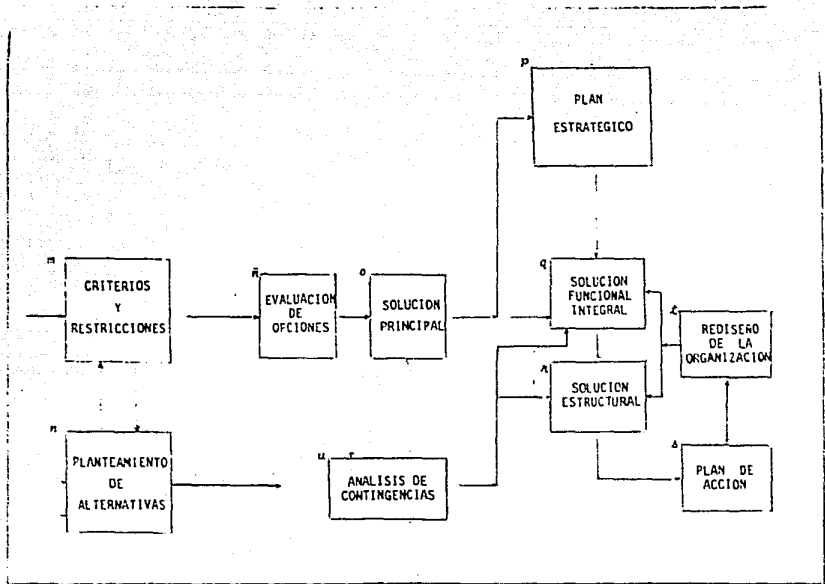 p
PLAN
ESTRATEGICO
m
CRITERIOS
Y
RESTRICCIONES
ñ
EVALUACION
DE
OPCIONES
o
SOLUCION
PRINCIPAL
q
SOLUCION
FUNCIONAL
INTEGRAL
t
REDISEÑO
DE LA
ORGANIZACION
r
SOLUCION
ESTRUCTURAL
n
PLANTEAMIENTO
DE
ALTERNATIVAS
u
ANALISIS DE
CONTINGENCIAS
s
PLAN DE
ACCION